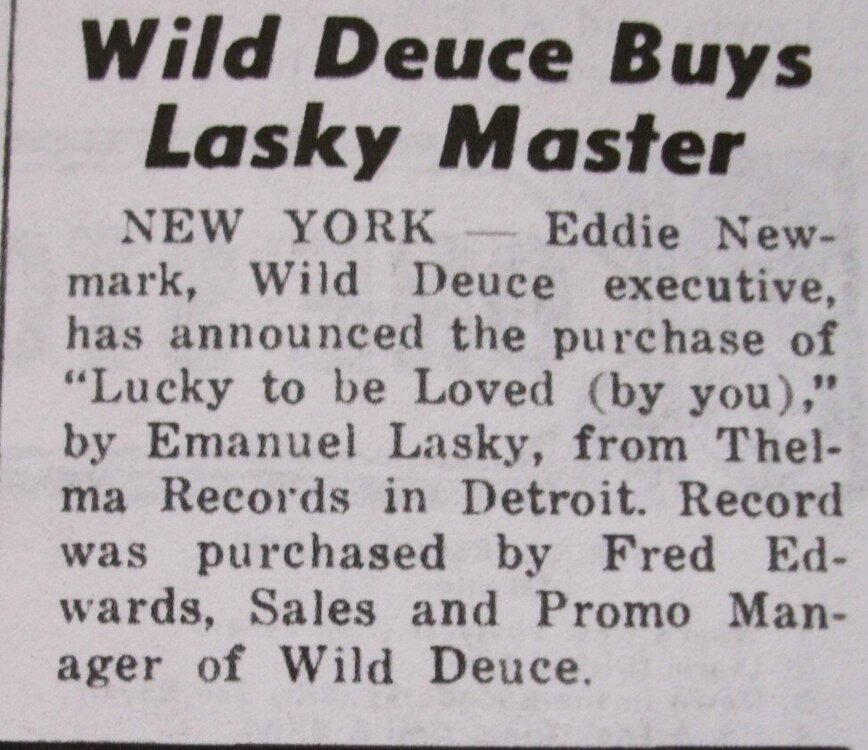 Wild Deuce Buys
Lasky Master
NEW YORK — Eddie New-
mark, Wild Deuce executive,
has announced the purchase of
“Lucky to be Loved (by you),”
by Emanuel Lasky, from Thel-
ma Records in Detroit. Record
was purchased by Fred Ed-
wards, Sales and Promo Man-
ager of Wild Deuce.